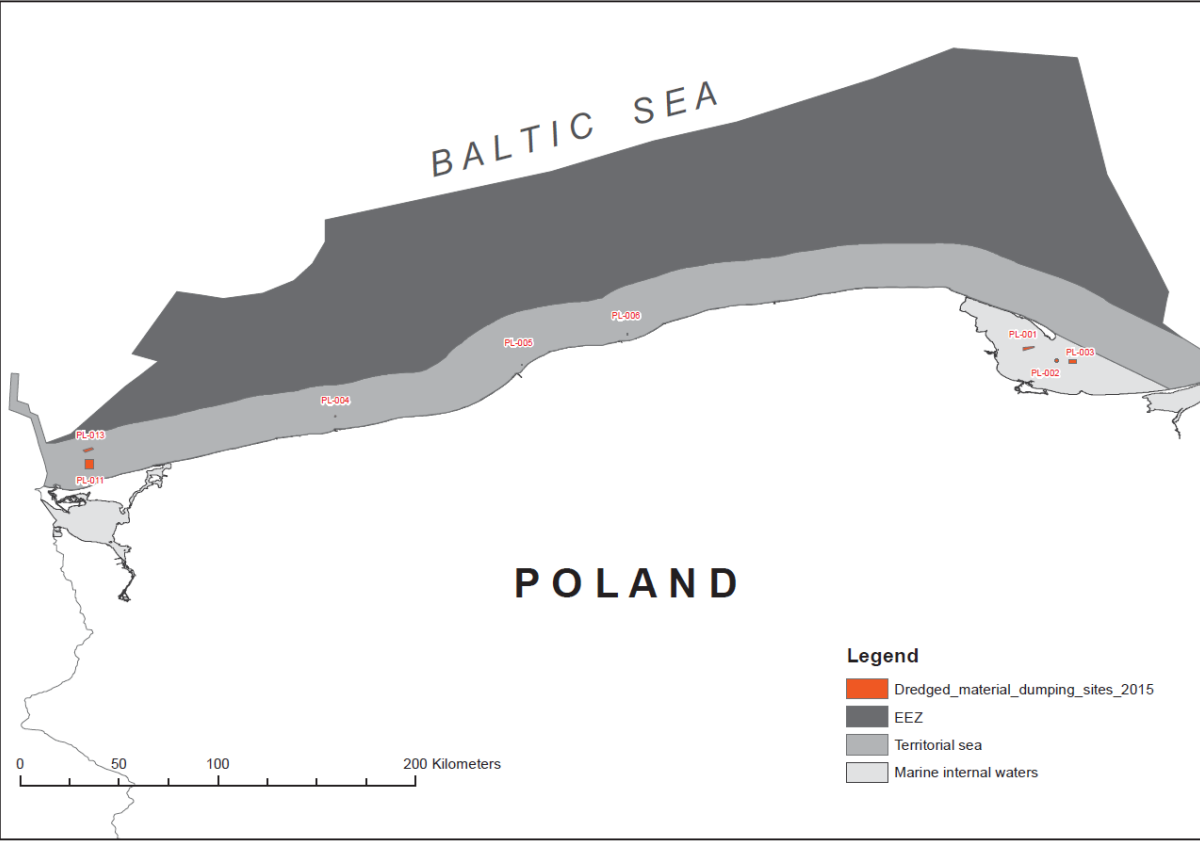 BALTIC SEA
PL-006
PL-001
PL-005
PL-003
PL-002
PL-004
PL-013
PL-011
POLAND
Legend
Dredged_material_dumping_sites_2015
EEZ
Territorial sea
Marine internal waters
0 50 100 200 Kilometers